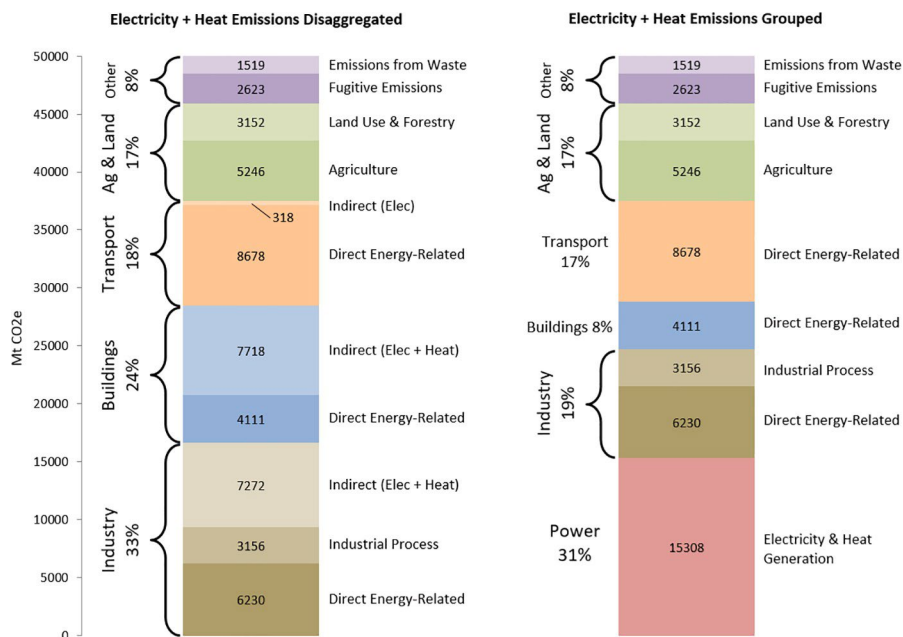 Electricity + Heat Emissions Disaggregated
Mt CO2e
50000
45000
40000
35000
30000
25000
20000
15000
10000
5000
0
Other
8%
Ag & Land
17%
Transport
18%
Buildings
24%
Industry
33%
1519 Emissions from Waste
2623 Fugitive Emissions
3152 Land Use & Forestry
5246 Agriculture
Indirect (Elec)
318
8678 Direct Energy-Related
7718 Indirect (Elec + Heat)
4111 Direct Energy-Related
7272 Indirect (Elec + Heat)
3156 Industrial Process
6230 Direct Energy-Related
Electricity + Heat Emissions Grouped
Other
8%
Ag & Land
17%
Transport
17%
Buildings 8%
Industry
19%
Power
31%
1519 Emissions from Waste
2623 Fugitive Emissions
3152 Land Use & Forestry
5246 Agriculture
8678 Direct Energy-Related
4111 Direct Energy-Related
3156 Industrial Process
6230 Direct Energy-Related
15308 Electricity & Heat
Generation